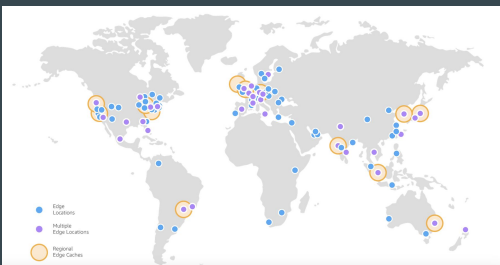 Edge
Locations
Multiple
Edge Locations
Regional
Edge Caches